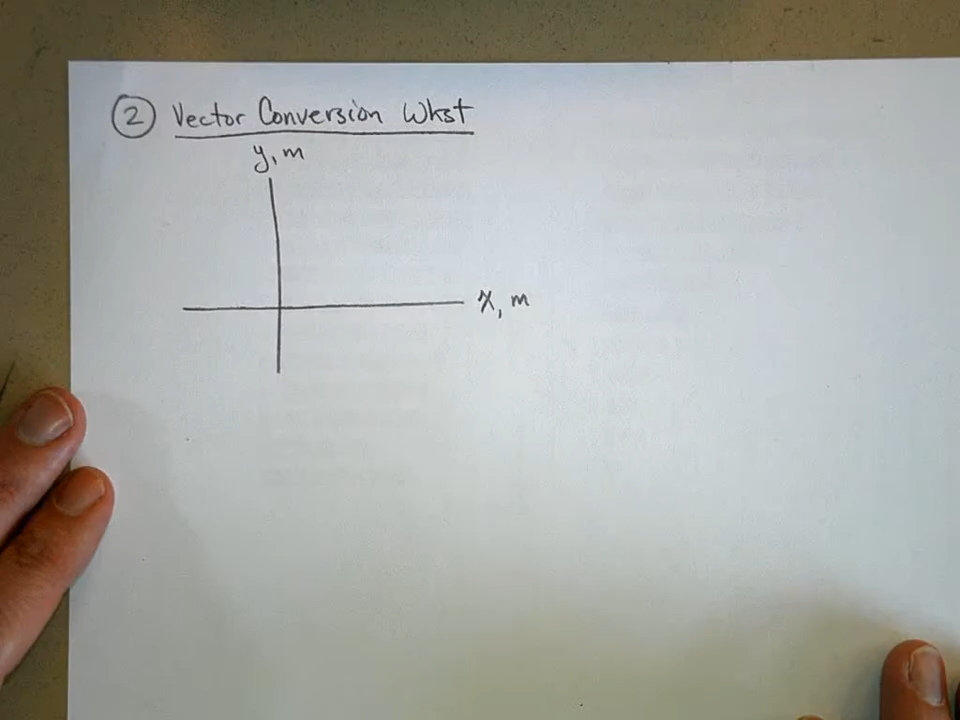 ② Vector Conversion Wkst
y, m
x, m